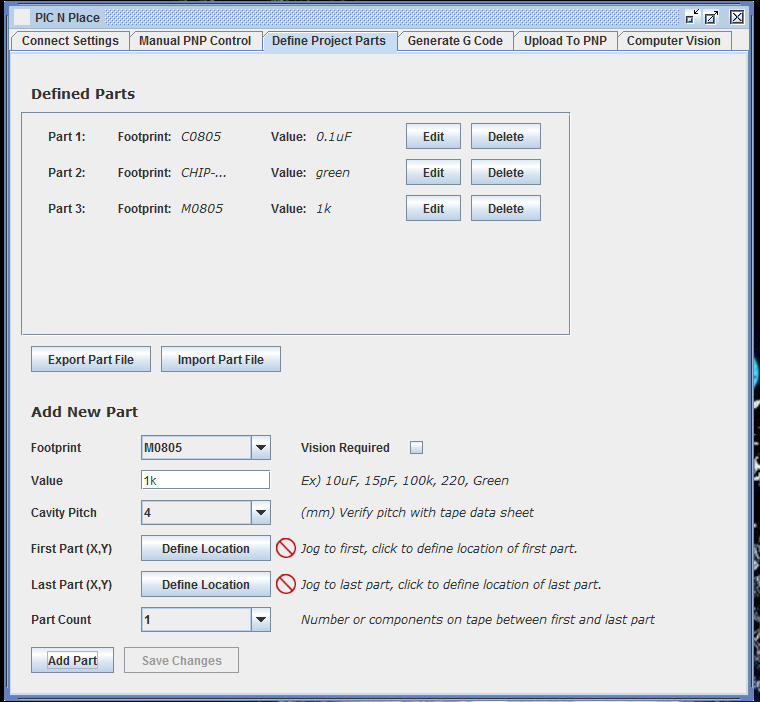 PIC N Place
Connect Settings Manual PNP Control Define Project Parts Generate G Code Upload To PNP Computer Vision
Defined Parts
Part 1: Footprint: C0805 Value: 0.1uF Edit Delete
Part 2: Footprint: CHIP-... Value: green Edit Delete
Part 3: Footprint: M0805 Value: 1k Edit Delete
Export Part File Import Part File
Add New Part
Footprint M0805 Vision Required
Value 1k Ex) 10uF, 15pF, 100k, 220, Green
Cavity Pitch 4 (mm) Verify pitch with tape data sheet
First Part (X,Y) Define Location Jog to first, click to define location of first part.
Last Part (X,Y) Define Location Jog to last part, click to define location of last part.
Part Count 1 Number or components on tape between first and last part
Add Part Save Changes